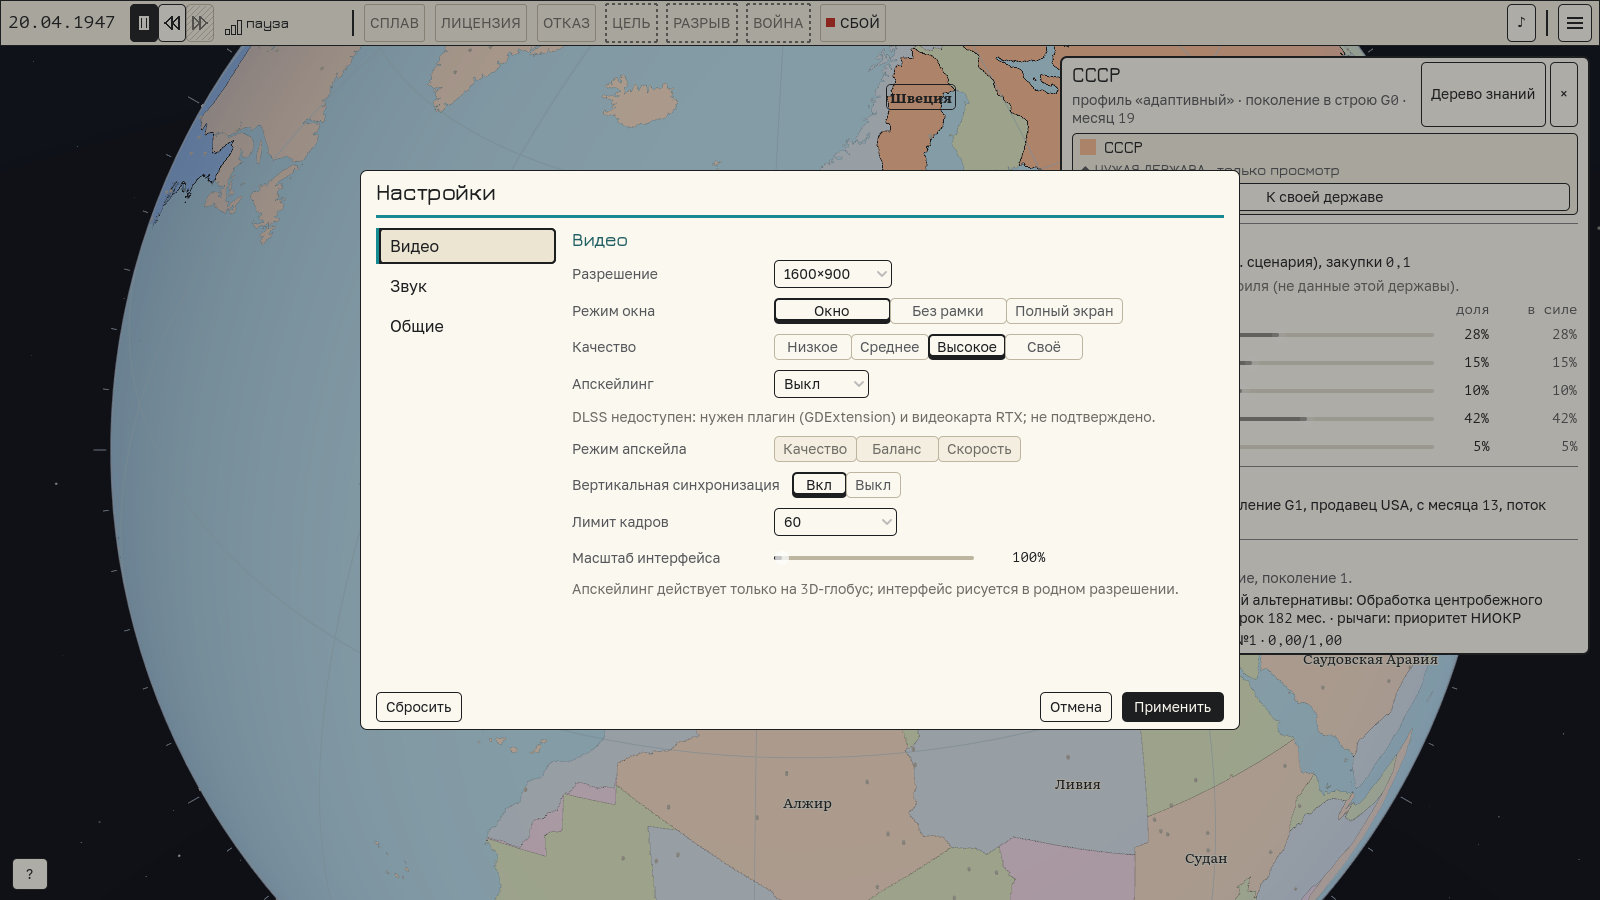 20.04.1947 пауза СПЛАВ ЛИЦЕНЗИЯ ОТКАЗ ЦЕЛЬ РАЗРЫВ ВОЙНА СБОЙ ♪
Швеция
СССР
профиль «адаптивный» · поколение в строю G0 ·
месяц 19
Дерево знаний ×
СССР
только просмотр
К своей державе
сценария), закупки 0,1
(не данные этой державы).
доля в силе
28% 28%
15% 15%
10% 10%
42% 42%
5% 5%
G1, продавец USA, с месяца 13, поток
поколение 1.
альтернативы: Обработка центробежного
182 мес. · рычаги: приоритет НИОКР
№1 · 0,00/1,00
Настройки
Видео
Звук
Общие
Видео
Разрешение 1600×900
Режим окна Окно Без рамки Полный экран
Качество Низкое Среднее Высокое Своё
Апскейлинг Выкл
DLSS недоступен: нужен плагин (GDExtension) и видеокарта RTX; не подтверждено.
Режим апскейла Качество Баланс Скорость
Вертикальная синхронизация Вкл Выкл
Лимит кадров 60
Масштаб интерфейса 100%
Апскейлинг действует только на 3D-глобус; интерфейс рисуется в родном разрешении.
Сбросить Отмена Применить
Саудовская Аравия
Ливия
Алжир
Судан
?